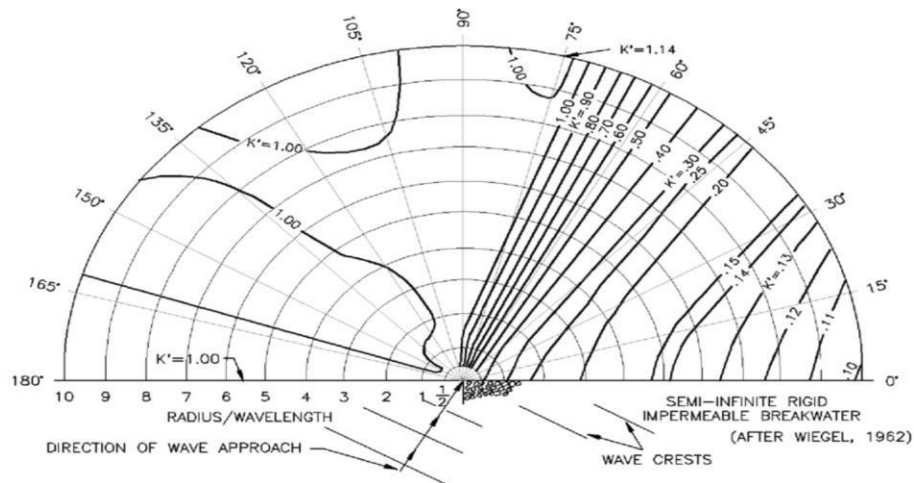 90°
105°
75°
K'=1.14
120°
60°
1.00
135°
45°
K'=1.00
1.00
K'=.90
.80
.70
.60
.50
.40
K'=.30
.25
.20
150°
30°
1.00
.15
.14
K'=.13
.12
.11
.10
165°
15°
K'=1.00
180°
0°
10 9 8 7 6 5 4 3 2 1 1/2
RADIUS/WAVELENGTH
DIRECTION OF WAVE APPROACH
SEMI-INFINITE RIGID
IMPERMEABLE BREAKWATER
(AFTER WIEGEL, 1962)
WAVE CRESTS